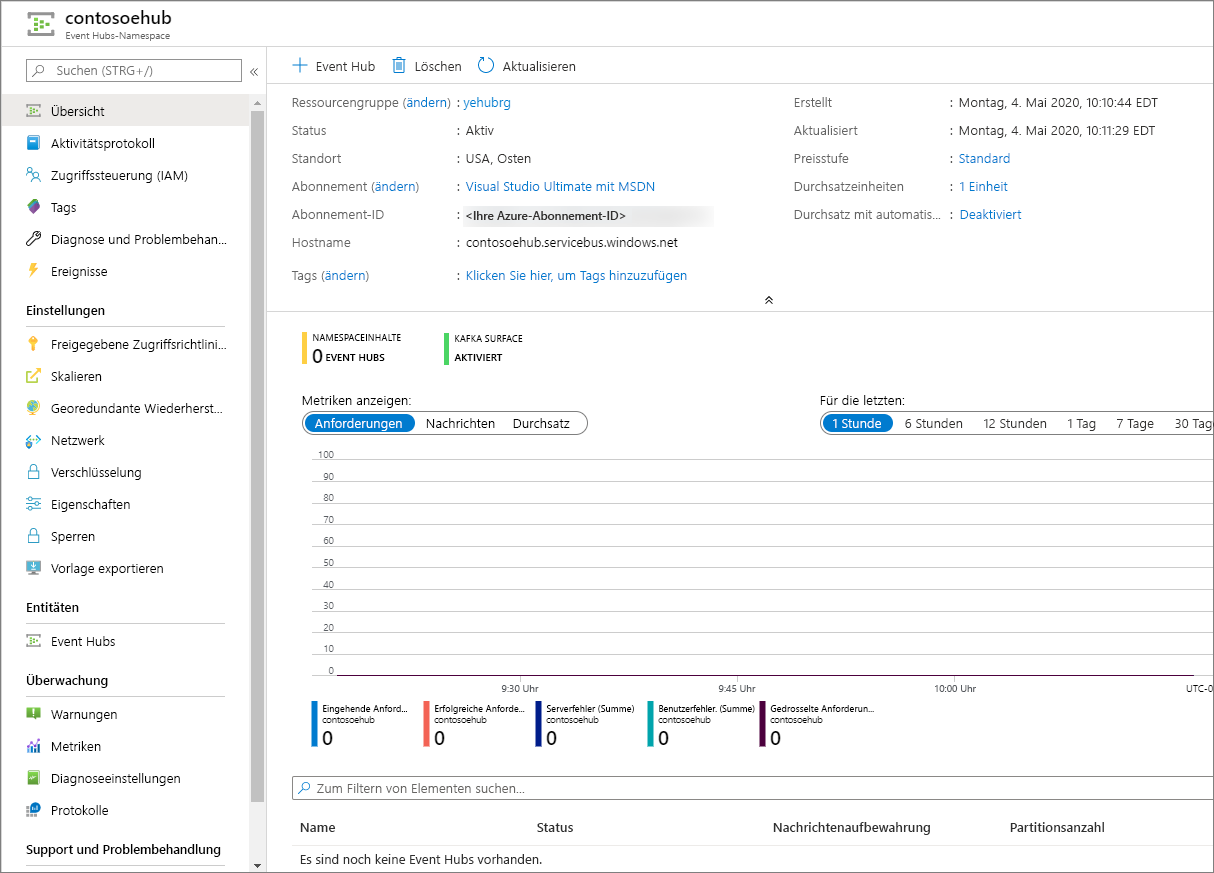 contosoehub
Event Hubs-Namespace
Suchen (STRG+/)
«
Übersicht
Aktivitätsprotokoll
Zugriffssteuerung (IAM)
Tags
Diagnose und Problembehan...
Ereignisse
Einstellungen
Freigegebene Zugriffsrichtlini...
Skalieren
Georedundante Wiederherst...
Netzwerk
Verschlüsselung
Eigenschaften
Sperren
Vorlage exportieren
Entitäten
Event Hubs
Überwachung
Warnungen
Metriken
Diagnoseeinstellungen
Protokolle
Support und Problembehandlung
Event Hub Löschen Aktualisieren
Ressourcengruppe (ändern) : yehubrg
Status : Aktiv
Standort : USA, Osten
Abonnement (ändern) : Visual Studio Ultimate mit MSDN
Abonnement-ID : <Ihre Azure-Abonnement-ID>
Hostname : contosoehub.servicebus.windows.net
Tags (ändern) : Klicken Sie hier, um Tags hinzuzufügen
Erstellt : Montag, 4. Mai 2020, 10:10:44 EDT
Aktualisiert : Montag, 4. Mai 2020, 10:11:29 EDT
Preisstufe : Standard
Durchsatzeinheiten : 1 Einheit
Durchsatz mit automatis... : Deaktiviert
NAMESPACEINHALTE
0 EVENT HUBS
KAFKA SURFACE
AKTIVIERT
Metriken anzeigen:
Anforderungen Nachrichten Durchsatz
Für die letzten:
1 Stunde 6 Stunden 12 Stunden 1 Tag 7 Tage 30 Tag
100
90
80
70
60
50
40
30
20
10
0
9:30 Uhr 9:45 Uhr 10:00 Uhr UTC-0
Eingehende Anford...
contosoehub
0
Erfolgreiche Anforde...
contosoehub
0
Serverfehler (Summe)
contosoehub
0
Benutzerfehler. (Summe)
contosoehub
0
Gedrosselte Anforderun...
contosoehub
0
Zum Filtern von Elementen suchen...
Name Status Nachrichtenaufbewahrung Partitionsanzahl
Es sind noch keine Event Hubs vorhanden.